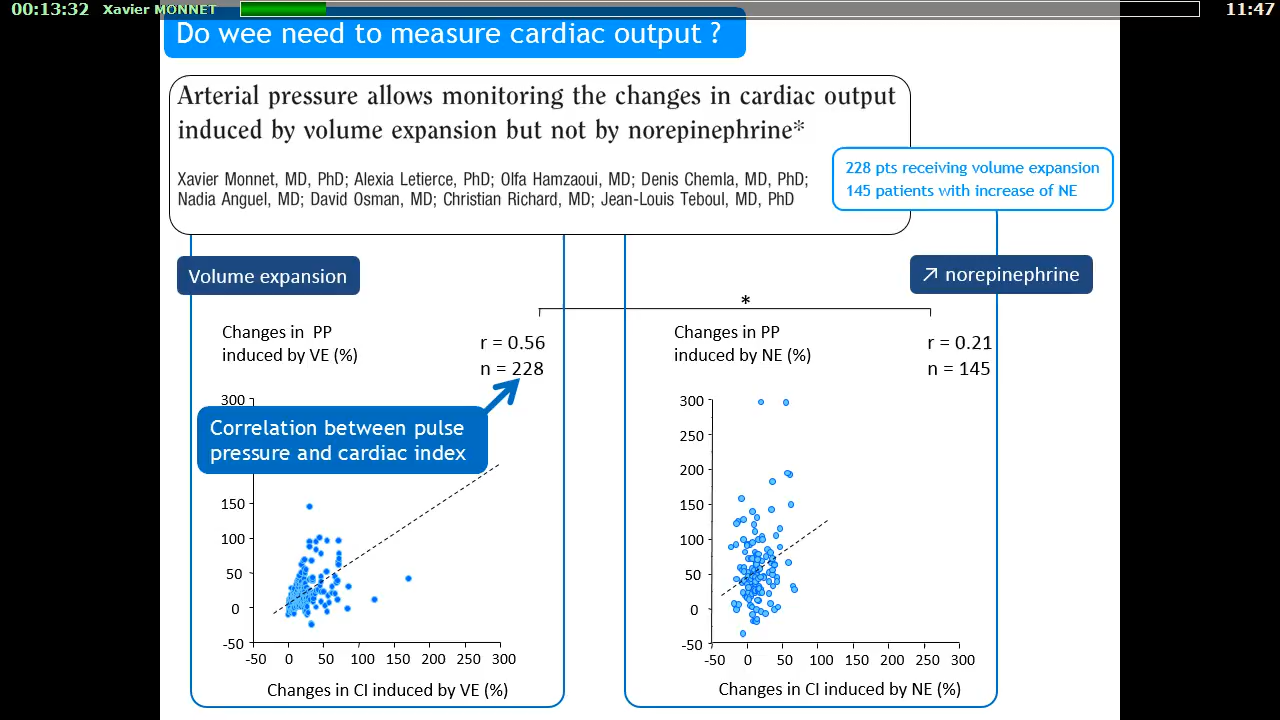 00:13:32 Xavier MONNET 11:47
Do wee need to measure cardiac output ?
Arterial pressure allows monitoring the changes in cardiac output
induced by volume expansion but not by norepinephrine*
Xavier Monnet, MD, PhD; Alexia Letierce, PhD; Olfa Hamzaoui, MD; Denis Chemla, MD, PhD;
Nadia Anguel, MD; David Osman, MD; Christian Richard, MD; Jean-Louis Teboul, MD, PhD
228 pts receiving volume expansion
145 patients with increase of NE
Volume expansion
↗ norepinephrine
*
Changes in PP
induced by VE (%)
r = 0.56
n = 228
300
Correlation between pulse
pressure and cardiac index
150
100
50
0
-50
-50 0 50 100 150 200 250 300
Changes in CI induced by VE (%)
Changes in PP
induced by NE (%)
r = 0.21
n = 145
300
250
200
150
100
50
0
-50
-50 0 50 100 150 200 250 300
Changes in CI induced by NE (%)